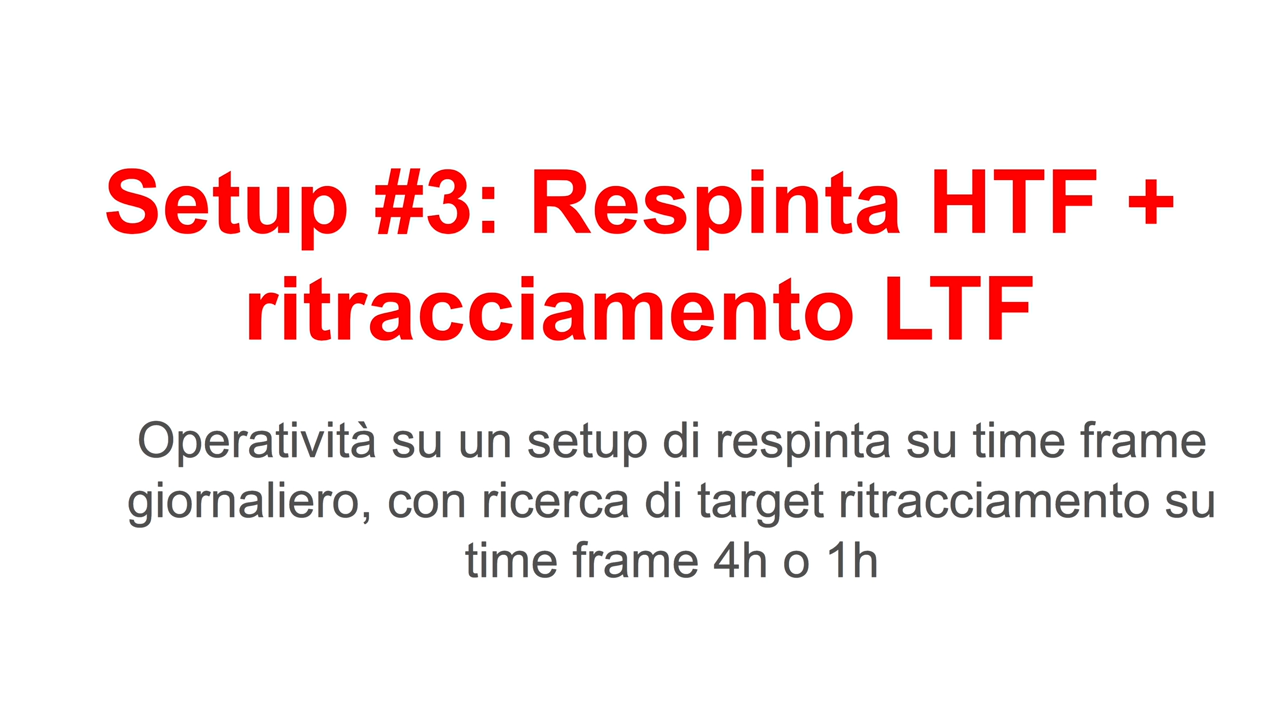 Setup #3: Respinta HTF +
ritracciamento LTF
Operatività su un setup di respinta su time frame
giornaliero, con ricerca di target ritracciamento su
time frame 4h o 1h